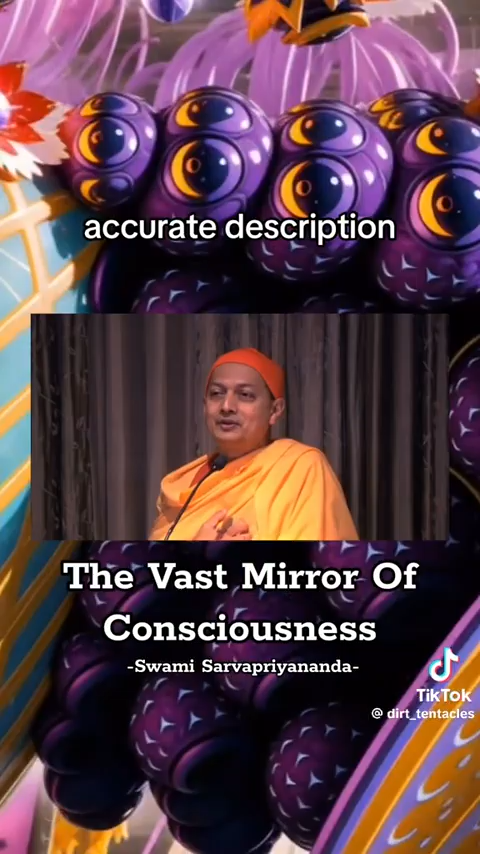 accurate description
The Vast Mirror Of
Consciousness
-Swami Sarvapriyananda-
TikTok
@ dirt_tentacles